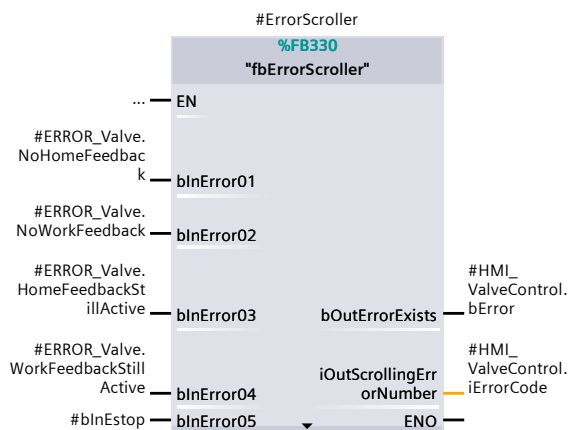 #ErrorScroller
%FB330
"fbErrorScroller"
... EN
#ERROR_Valve.
NoHomeFeedbac
k
bInError01
#ERROR_Valve.
NoWorkFeedback
bInError02
#ERROR_Valve.
HomeFeedbackSt
illActive
bInError03
bOutErrorExists
#HMI_
ValveControl.
bError
#ERROR_Valve.
WorkFeedbackStill
Active
bInError04
iOutScrollingErr
orNumber
#HMI_
ValveControl.
iErrorCode
#bInEstop
bInError05
ENO